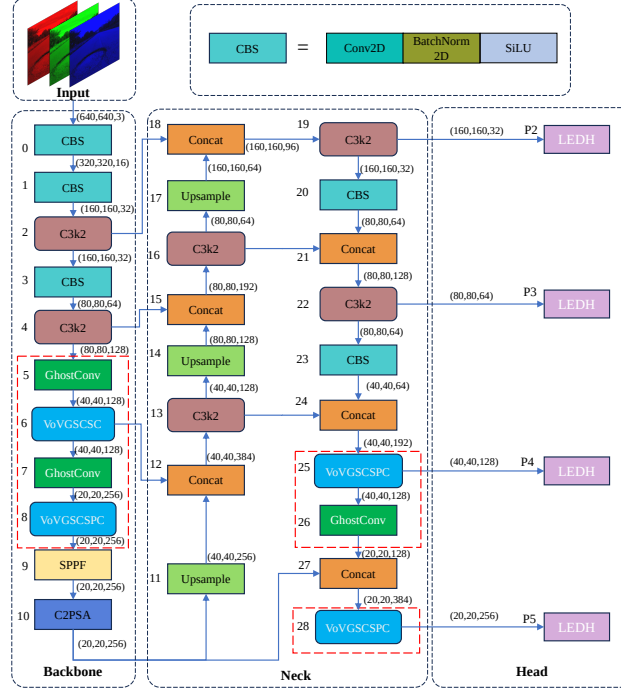 Input
CBS
=
Conv2D
BatchNorm
2D
SiLU
(640,640,3)
0
CBS
(320,320,16)
1
CBS
(160,160,32)
2
C3k2
(160,160,32)
3
CBS
(80,80,64)
4
C3k2
(80,80,128)
5
GhostConv
(40,40,128)
6
VoVGSCSC
(40,40,128)
7
GhostConv
(20,20,256)
8
VoVGSCSPC
(20,20,256)
9
SPPF
(20,20,256)
10
C2PSA
(20,20,256)
Backbone
18
Concat
(160,160,96)
(160,160,64)
17
Upsample
(80,80,64)
16
C3k2
(80,80,192)
15
Concat
(80,80,128)
14
Upsample
(40,40,128)
13
C3k2
(40,40,384)
12
Concat
(40,40,256)
11
Upsample
19
C3k2
(160,160,32)
20
CBS
(80,80,64)
21
Concat
(80,80,128)
22
C3k2
(80,80,64)
23
CBS
(40,40,64)
24
Concat
(40,40,192)
25
VoVGSCSPC
(40,40,128)
26
GhostConv
(20,20,128)
27
Concat
(20,20,384)
28
VoVGSCSPC
Neck
(160,160,32)
P2
LEDH
(80,80,64)
P3
LEDH
(40,40,128)
P4
LEDH
(20,20,256)
P5
LEDH
Head